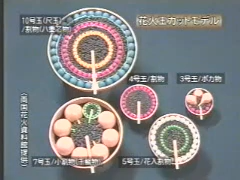 花火玉カットモデル
10号玉(尺玉)
/割物/八重芯物
4号玉/割物
3号玉/ポカ物
7号玉/小割物(千輪物)
5号玉/花入割物
(両国花火資料館提供)